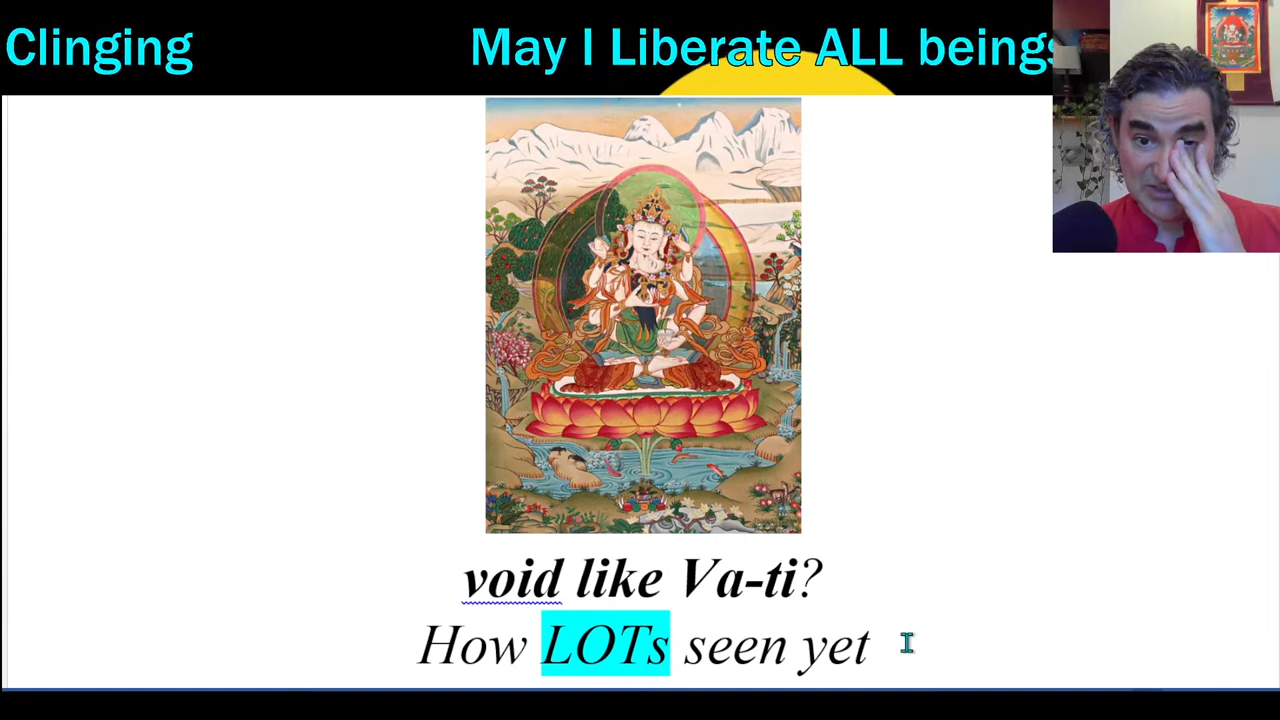 Clinging
May I Liberate ALL beings
void like Va-ti?
How LOTs seen yet